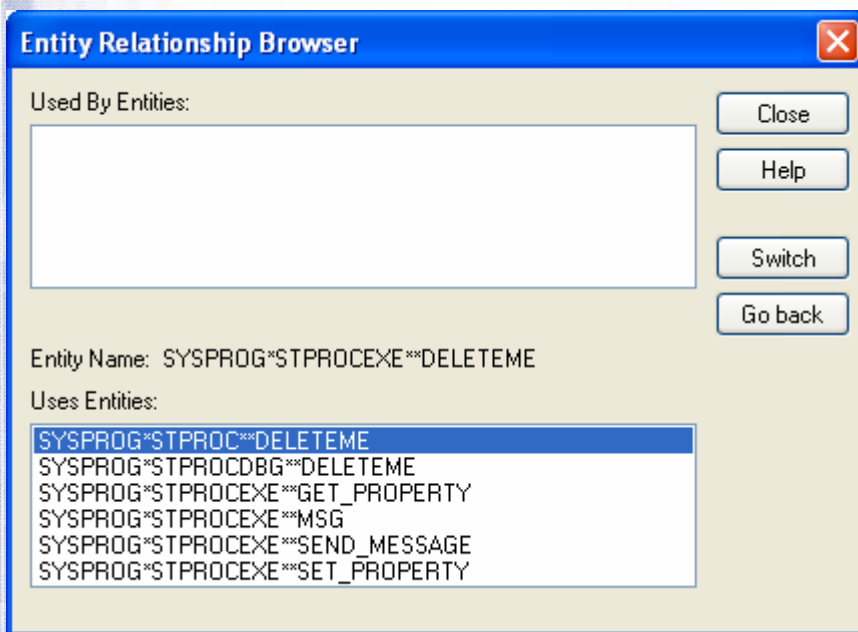 Entity Relationship Browser
Used By Entities:
Close
Help
Switch
Go back
Entity Name: SYSPROG*STPROCEXE**DELETEME
Uses Entities:
SYSPROG*STPROC**DELETEME
SYSPROG*STPROCDBG**DELETEME
SYSPROG*STPROCEXE**GET_PROPERTY
SYSPROG*STPROCEXE**MSG
SYSPROG*STPROCEXE**SEND_MESSAGE
SYSPROG*STPROCEXE**SET_PROPERTY